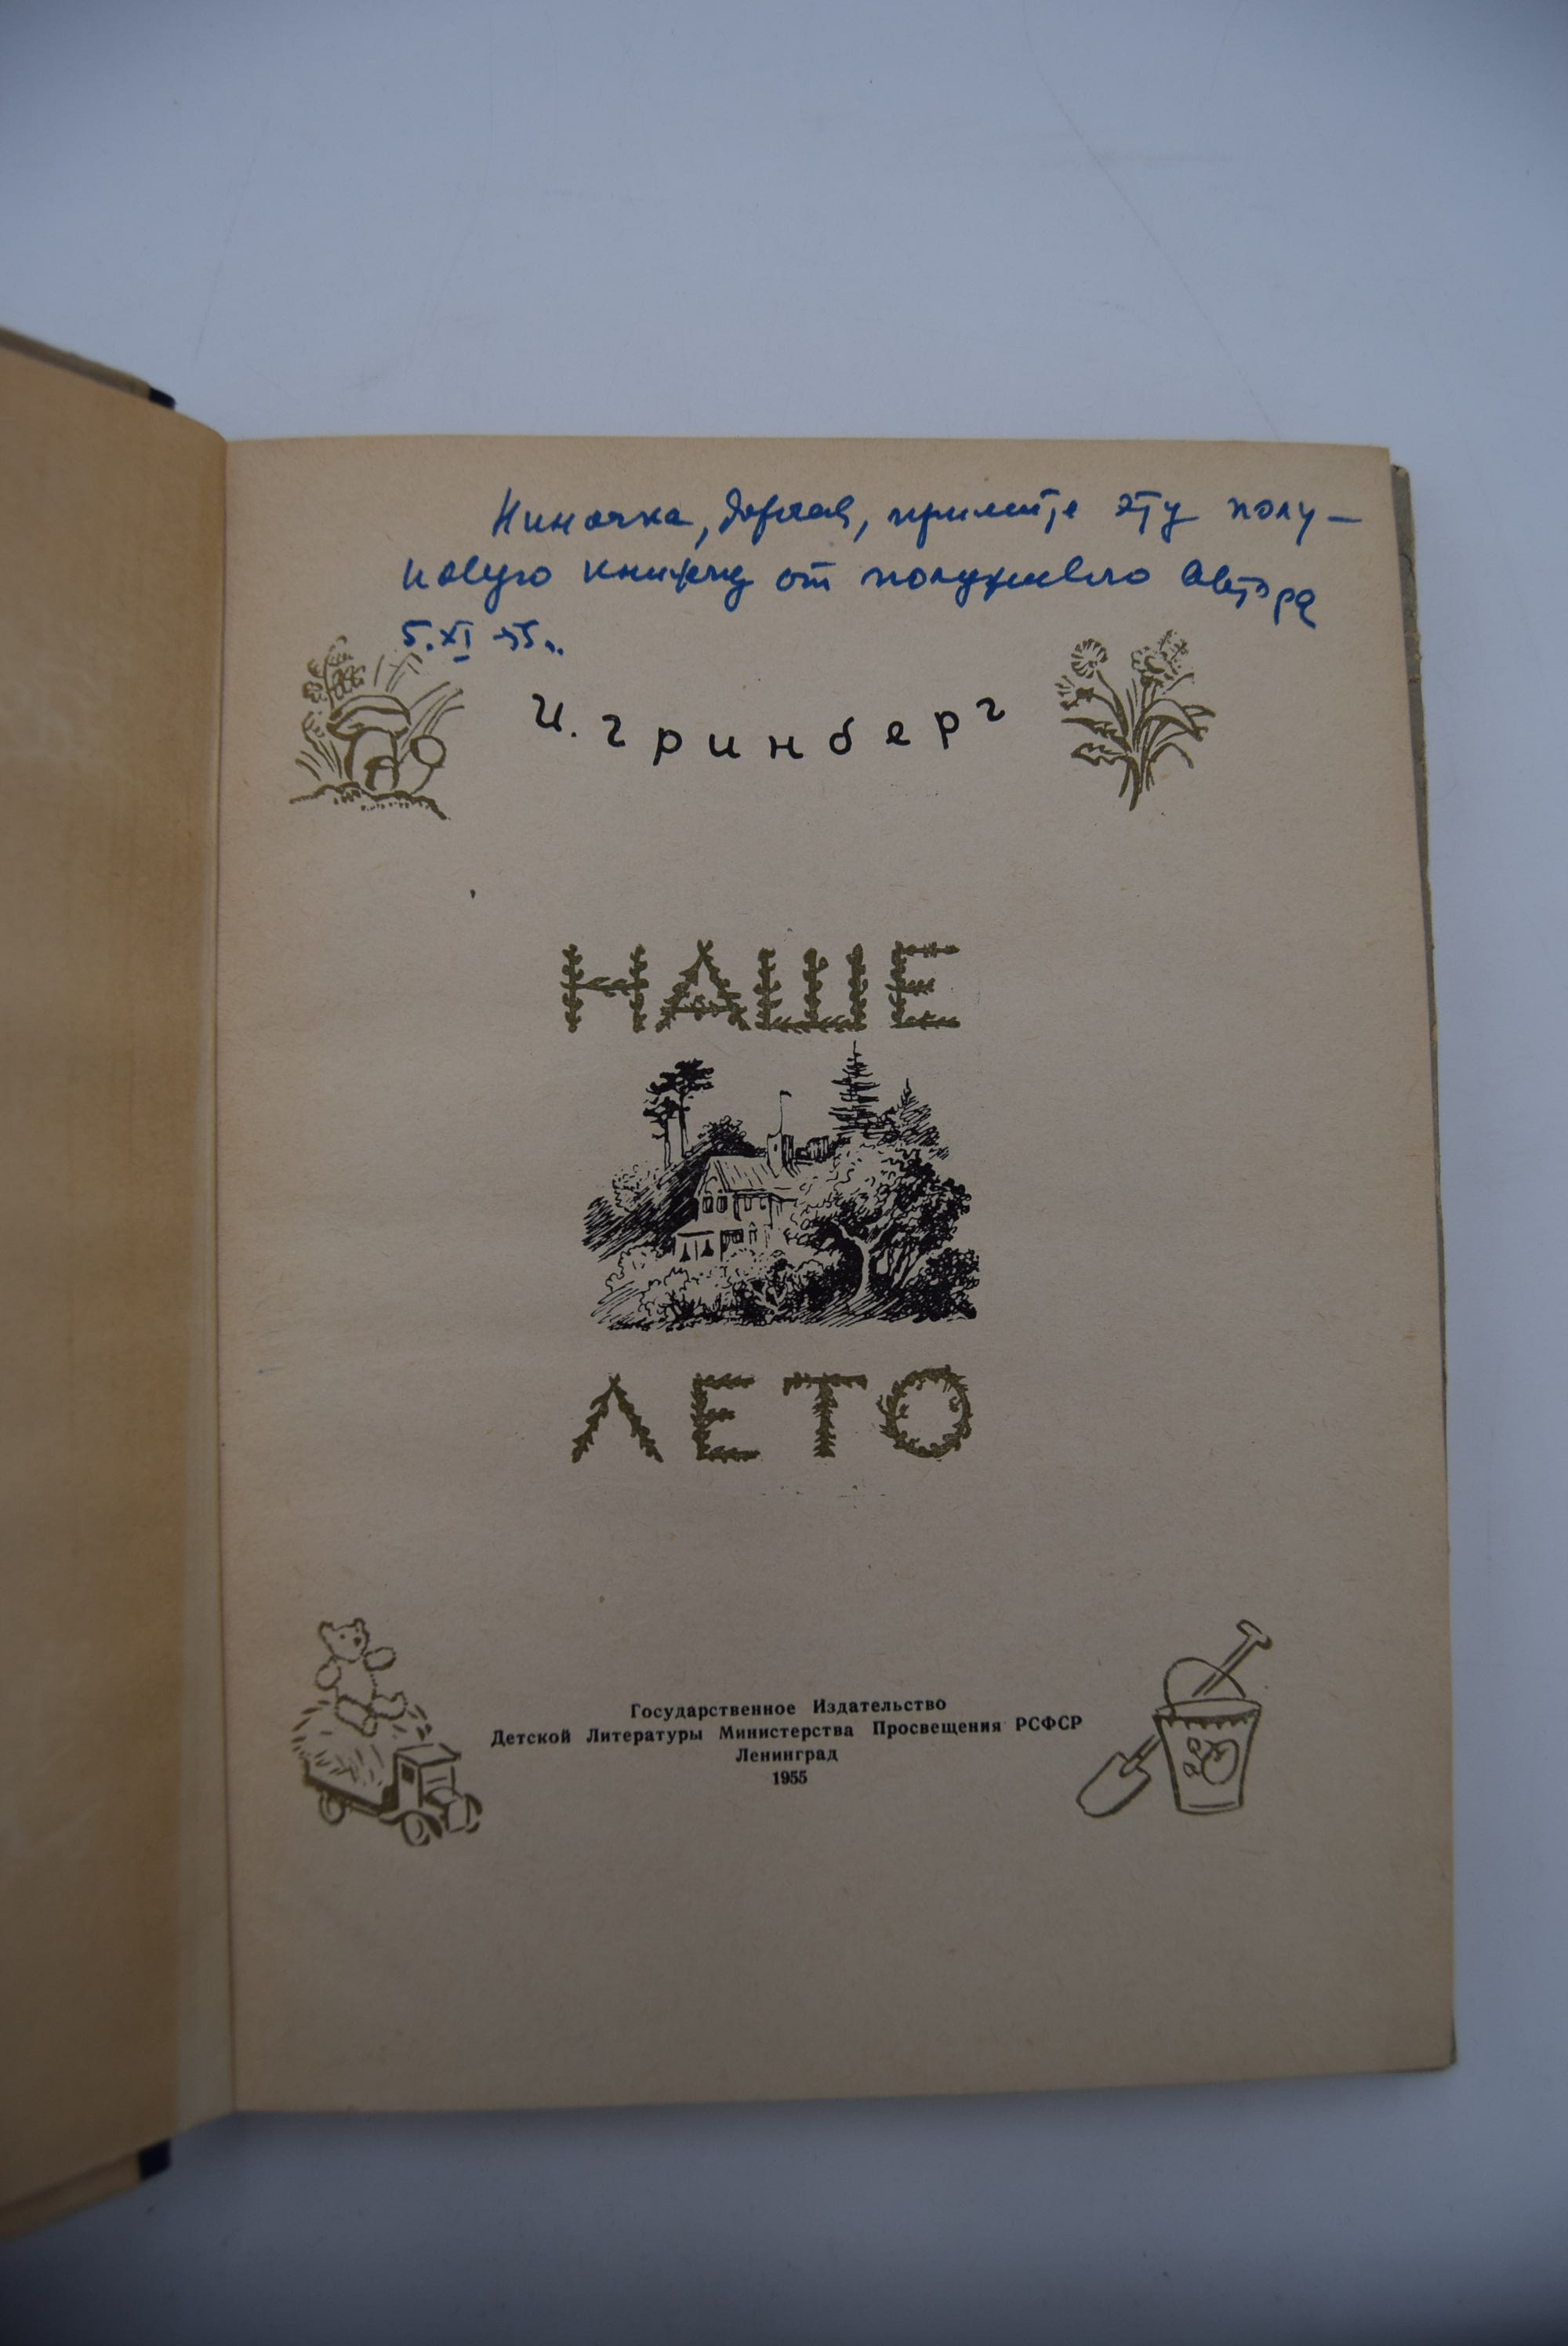 Ниночка, дорогая, примите эту полу-
новую книжку от полуживого автора
5.XI 55г.
И. Гринберг
НАШЕ
ЛЕТО
Государственное Издательство
Детской Литературы Министерства Просвещения РСФСР
Ленинград
1955